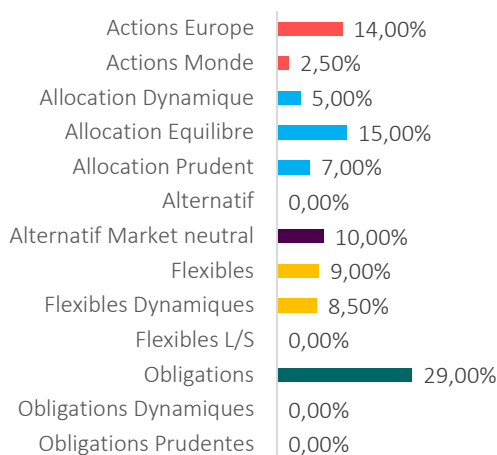 Actions Europe 14,00%
Actions Monde 2,50%
Allocation Dynamique 5,00%
Allocation Equilibre 15,00%
Allocation Prudent 7,00%
Alternatif 0,00%
Alternatif Market neutral 10,00%
Flexibles 9,00%
Flexibles Dynamiques 8,50%
Flexibles L/S 0,00%
Obligations 29,00%
Obligations Dynamiques 0,00%
Obligations Prudentes 0,00%